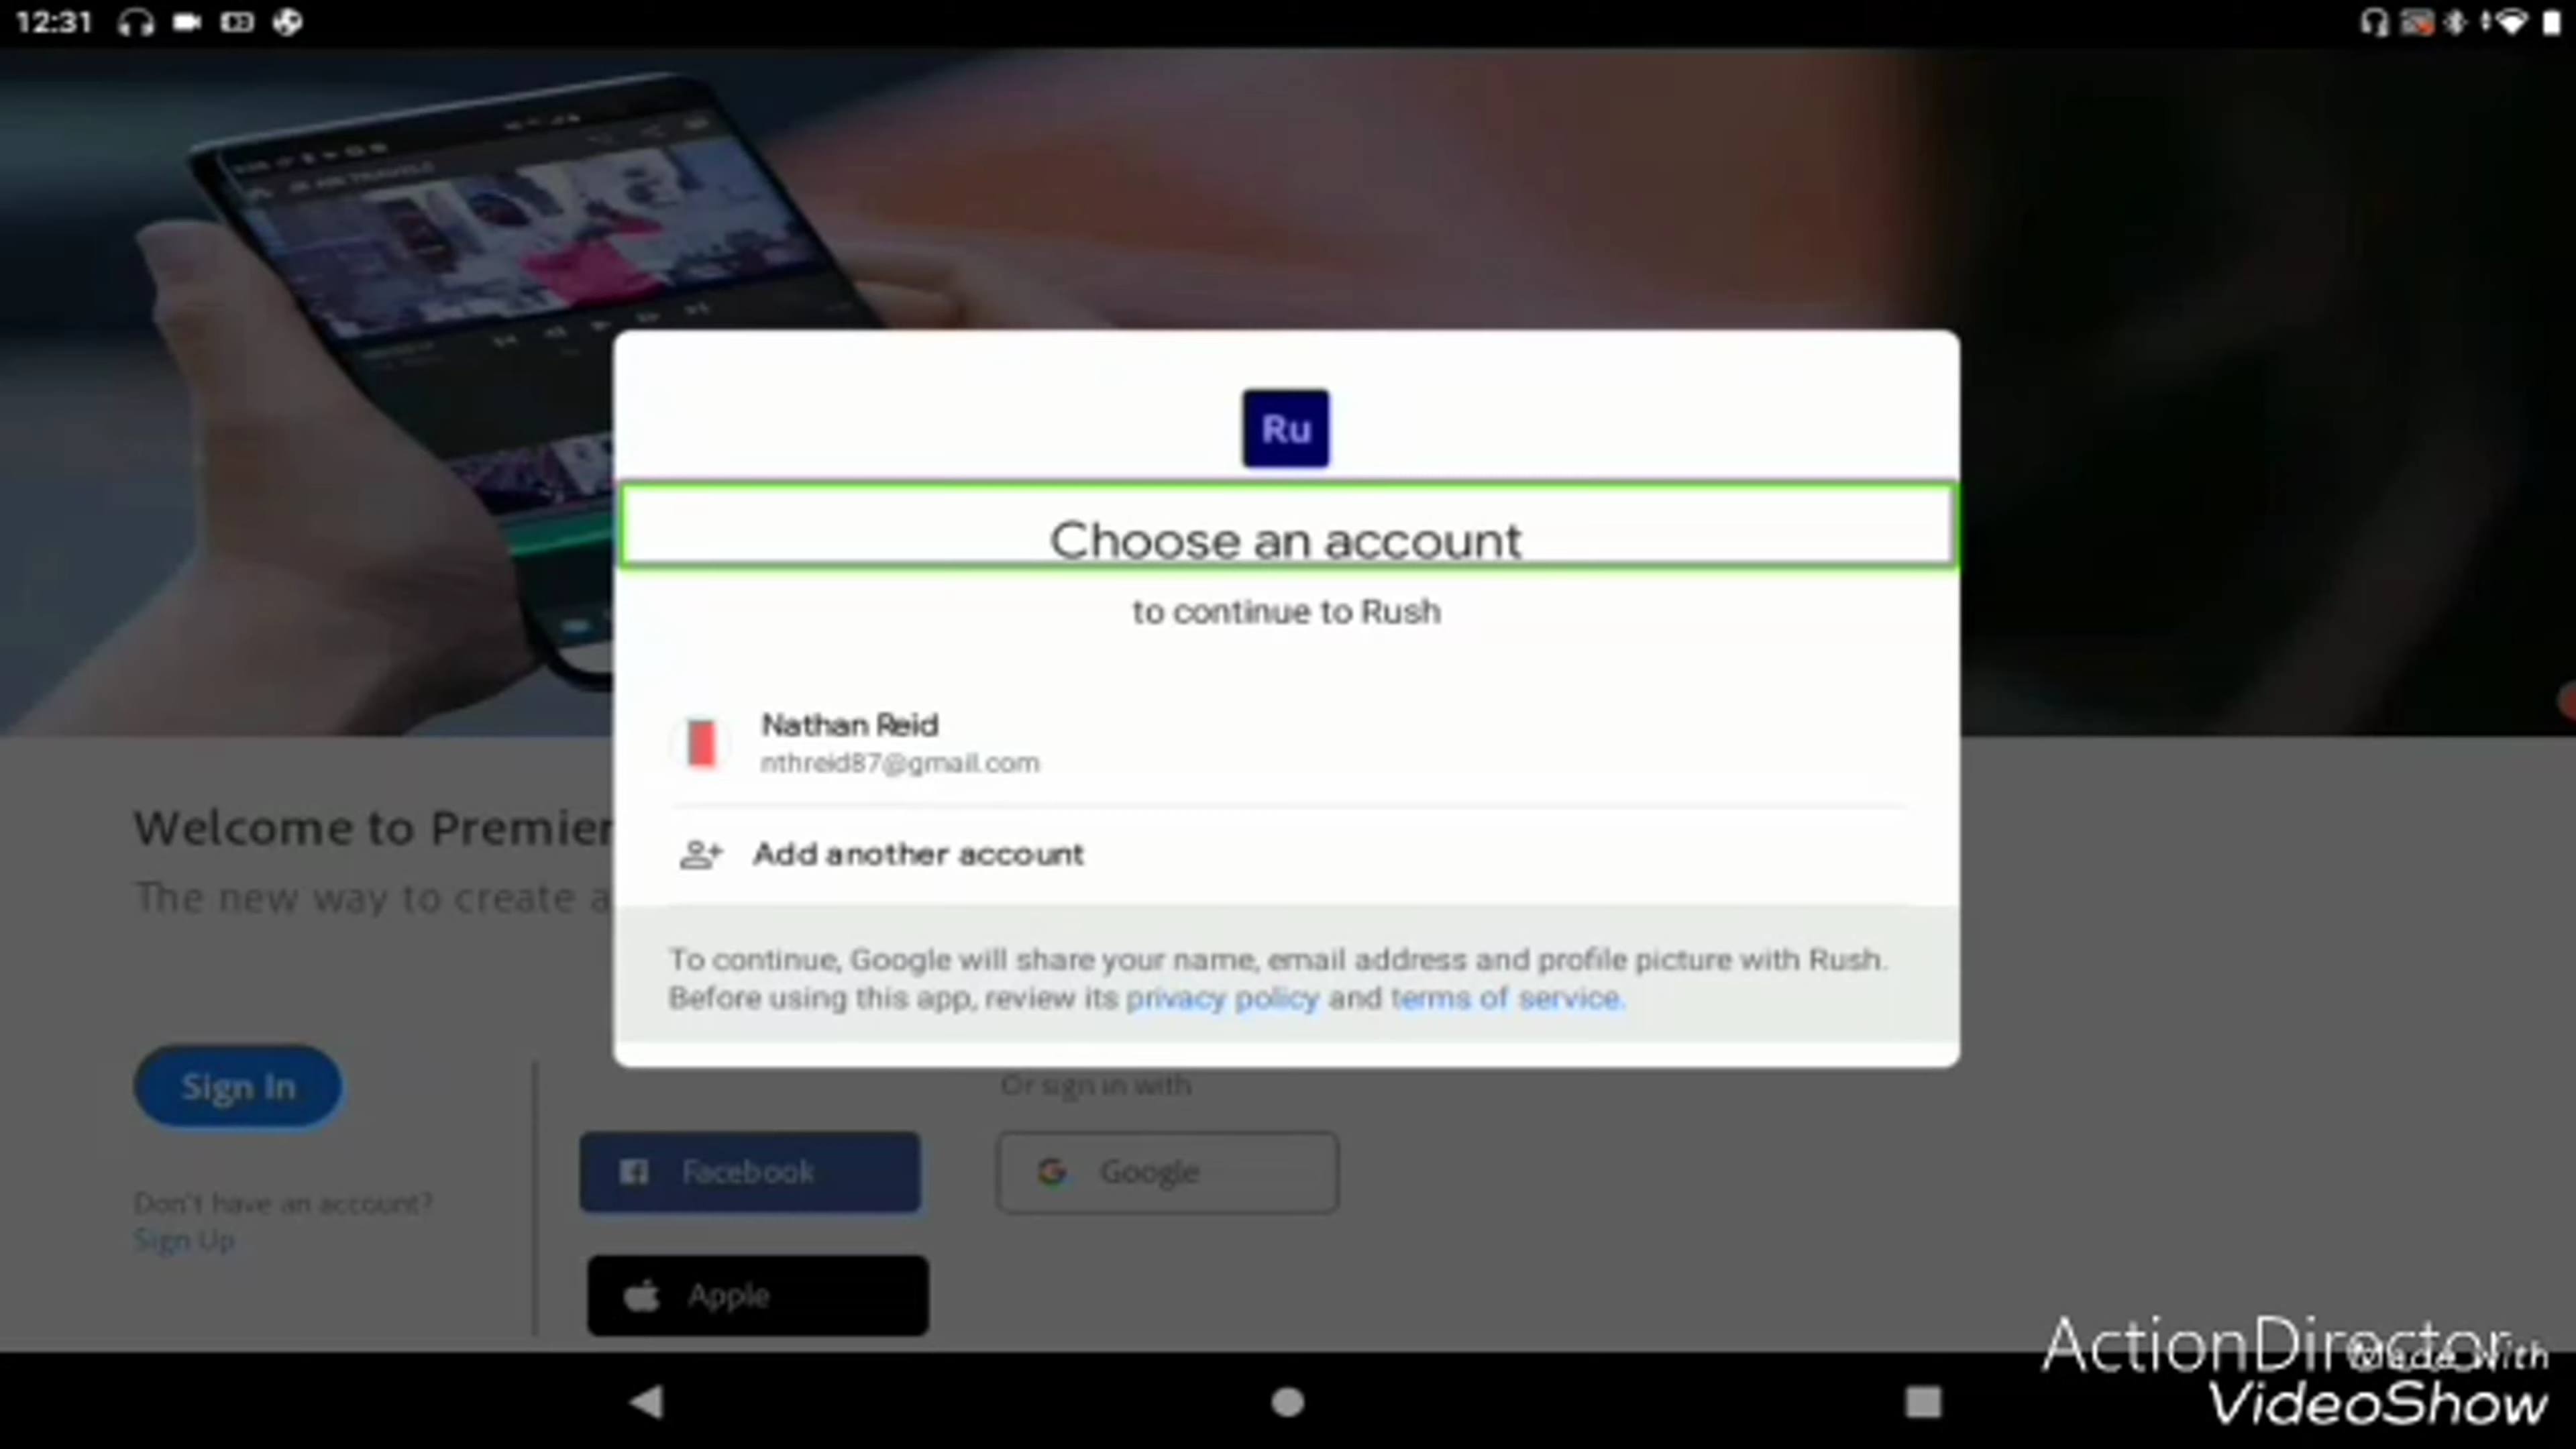 12:31
Ru
Choose an account
to continue to Rush
Nathan Reid
nthreid87@gmail.com
Add another account
To continue, Google will share your name, email address and profile picture with Rush.
Before using this app, review its privacy policy and terms of service.
Welcome to Premier
The new way to create a
Sign In
Don't have an account?
Sign Up
Or sign in with
Facebook
Google
Apple
ActionDirector
Made With
VideoShow